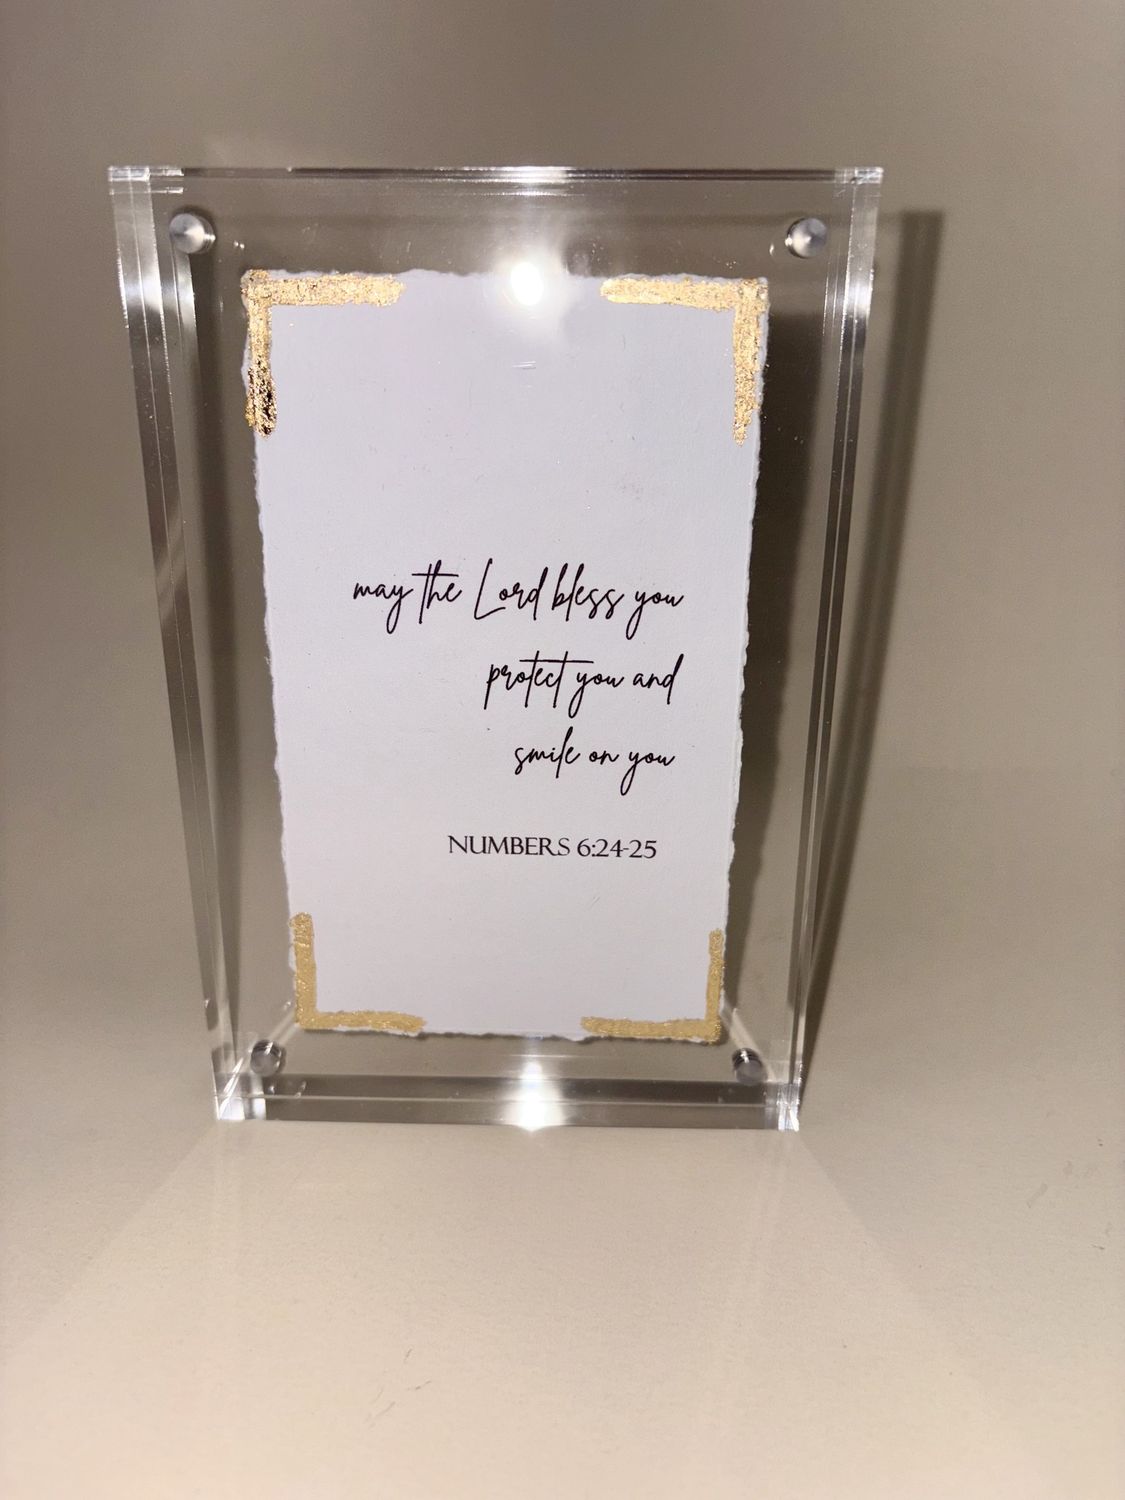 may the Lord bless you
protect you and
smile on you
NUMBERS 6:24-25